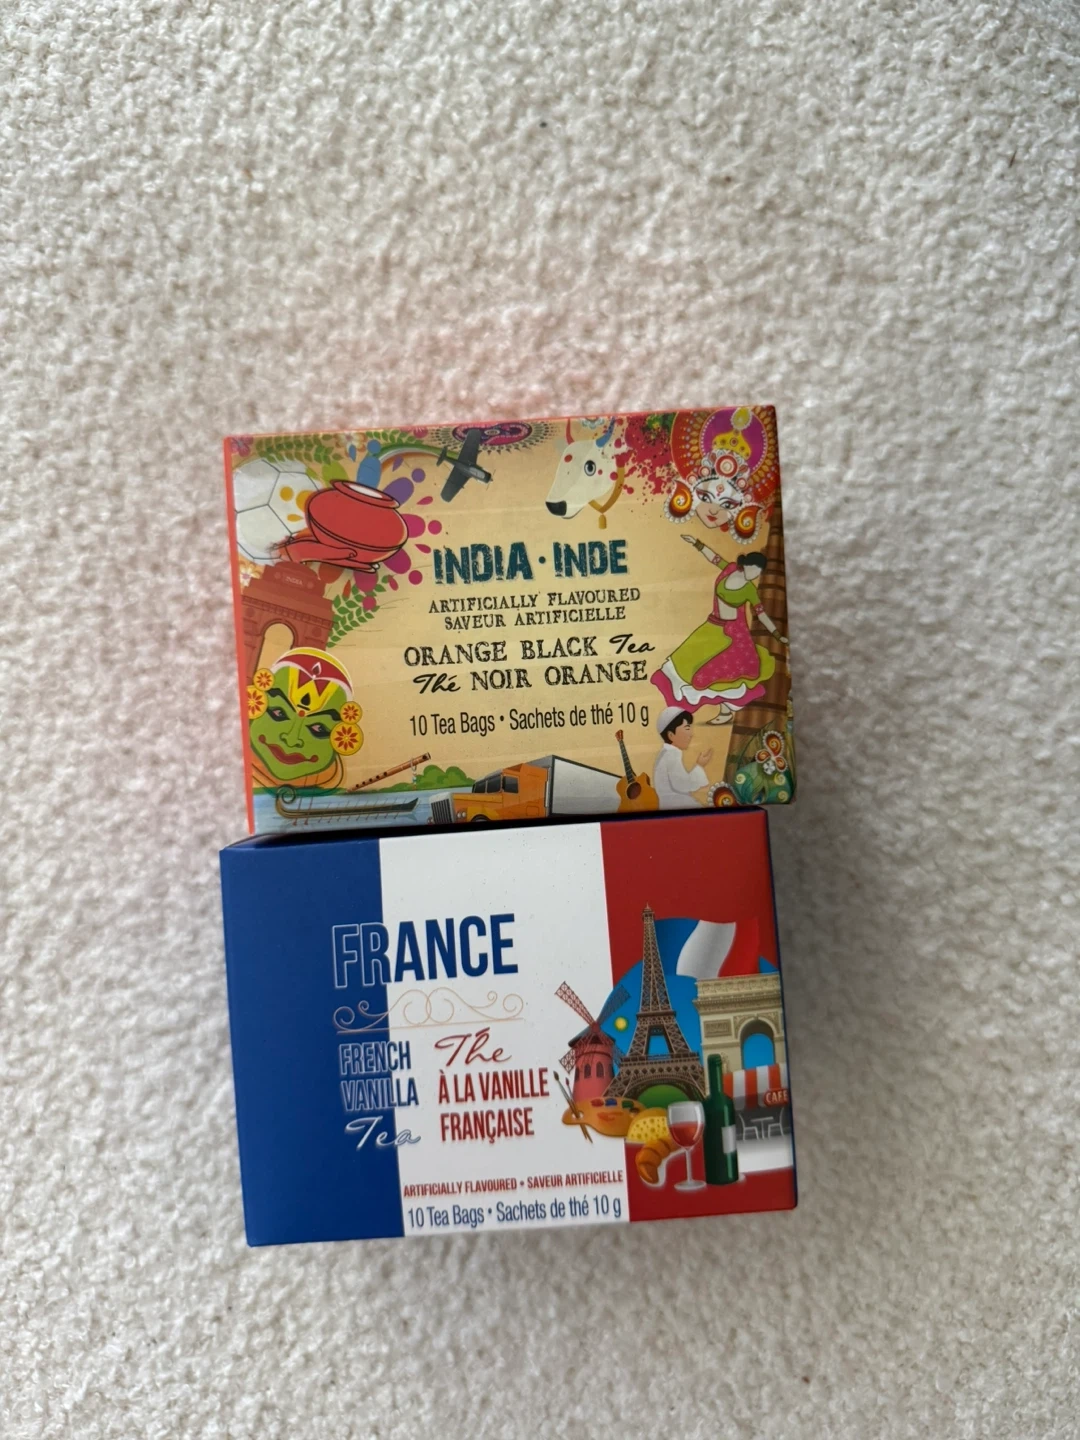 INDIA
INDIA · INDE
ARTIFICIALLY FLAVOURED
SAVEUR ARTIFICIELLE
ORANGE BLACK Tea
Thé NOIR ORANGE
10 Tea Bags • Sachets de thé 10 g
FRANCE
FRENCH
VANILLA
Tea
Thé
À LA VANILLE
FRANÇAISE
CAFE
ARTIFICIALLY FLAVOURED • SAVEUR ARTIFICIELLE
10 Tea Bags • Sachets de thé 10 g